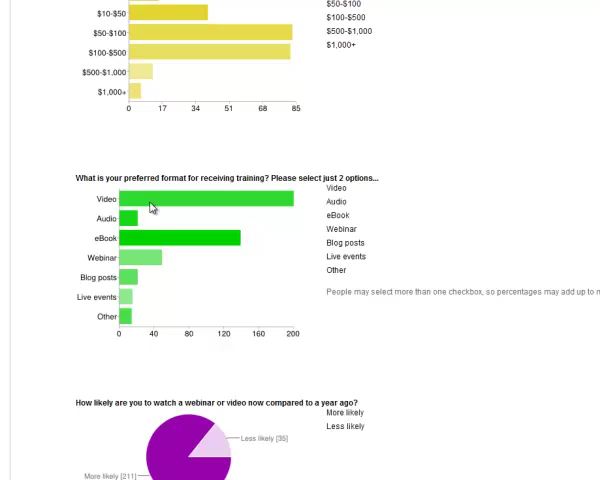 $50-$100
$10-$50
$100-$500
$50-$100
$500-$1,000
$1,000+
$100-$500
$500-$1,000
$1,000+
0 17 34 51 68 85
What is your preferred format for receiving training? Please select just 2 options...
Video
Audio
eBook
Webinar
Blog posts
Live events
Other
0 40 80 120 160 200
Video
Audio
eBook
Webinar
Blog posts
Live events
Other
People may select more than one checkbox, so percentages may add up to
How likely are you to watch a webinar or video now compared to a year ago?
More likely
Less likely
Less likely [35]
More likely [211]